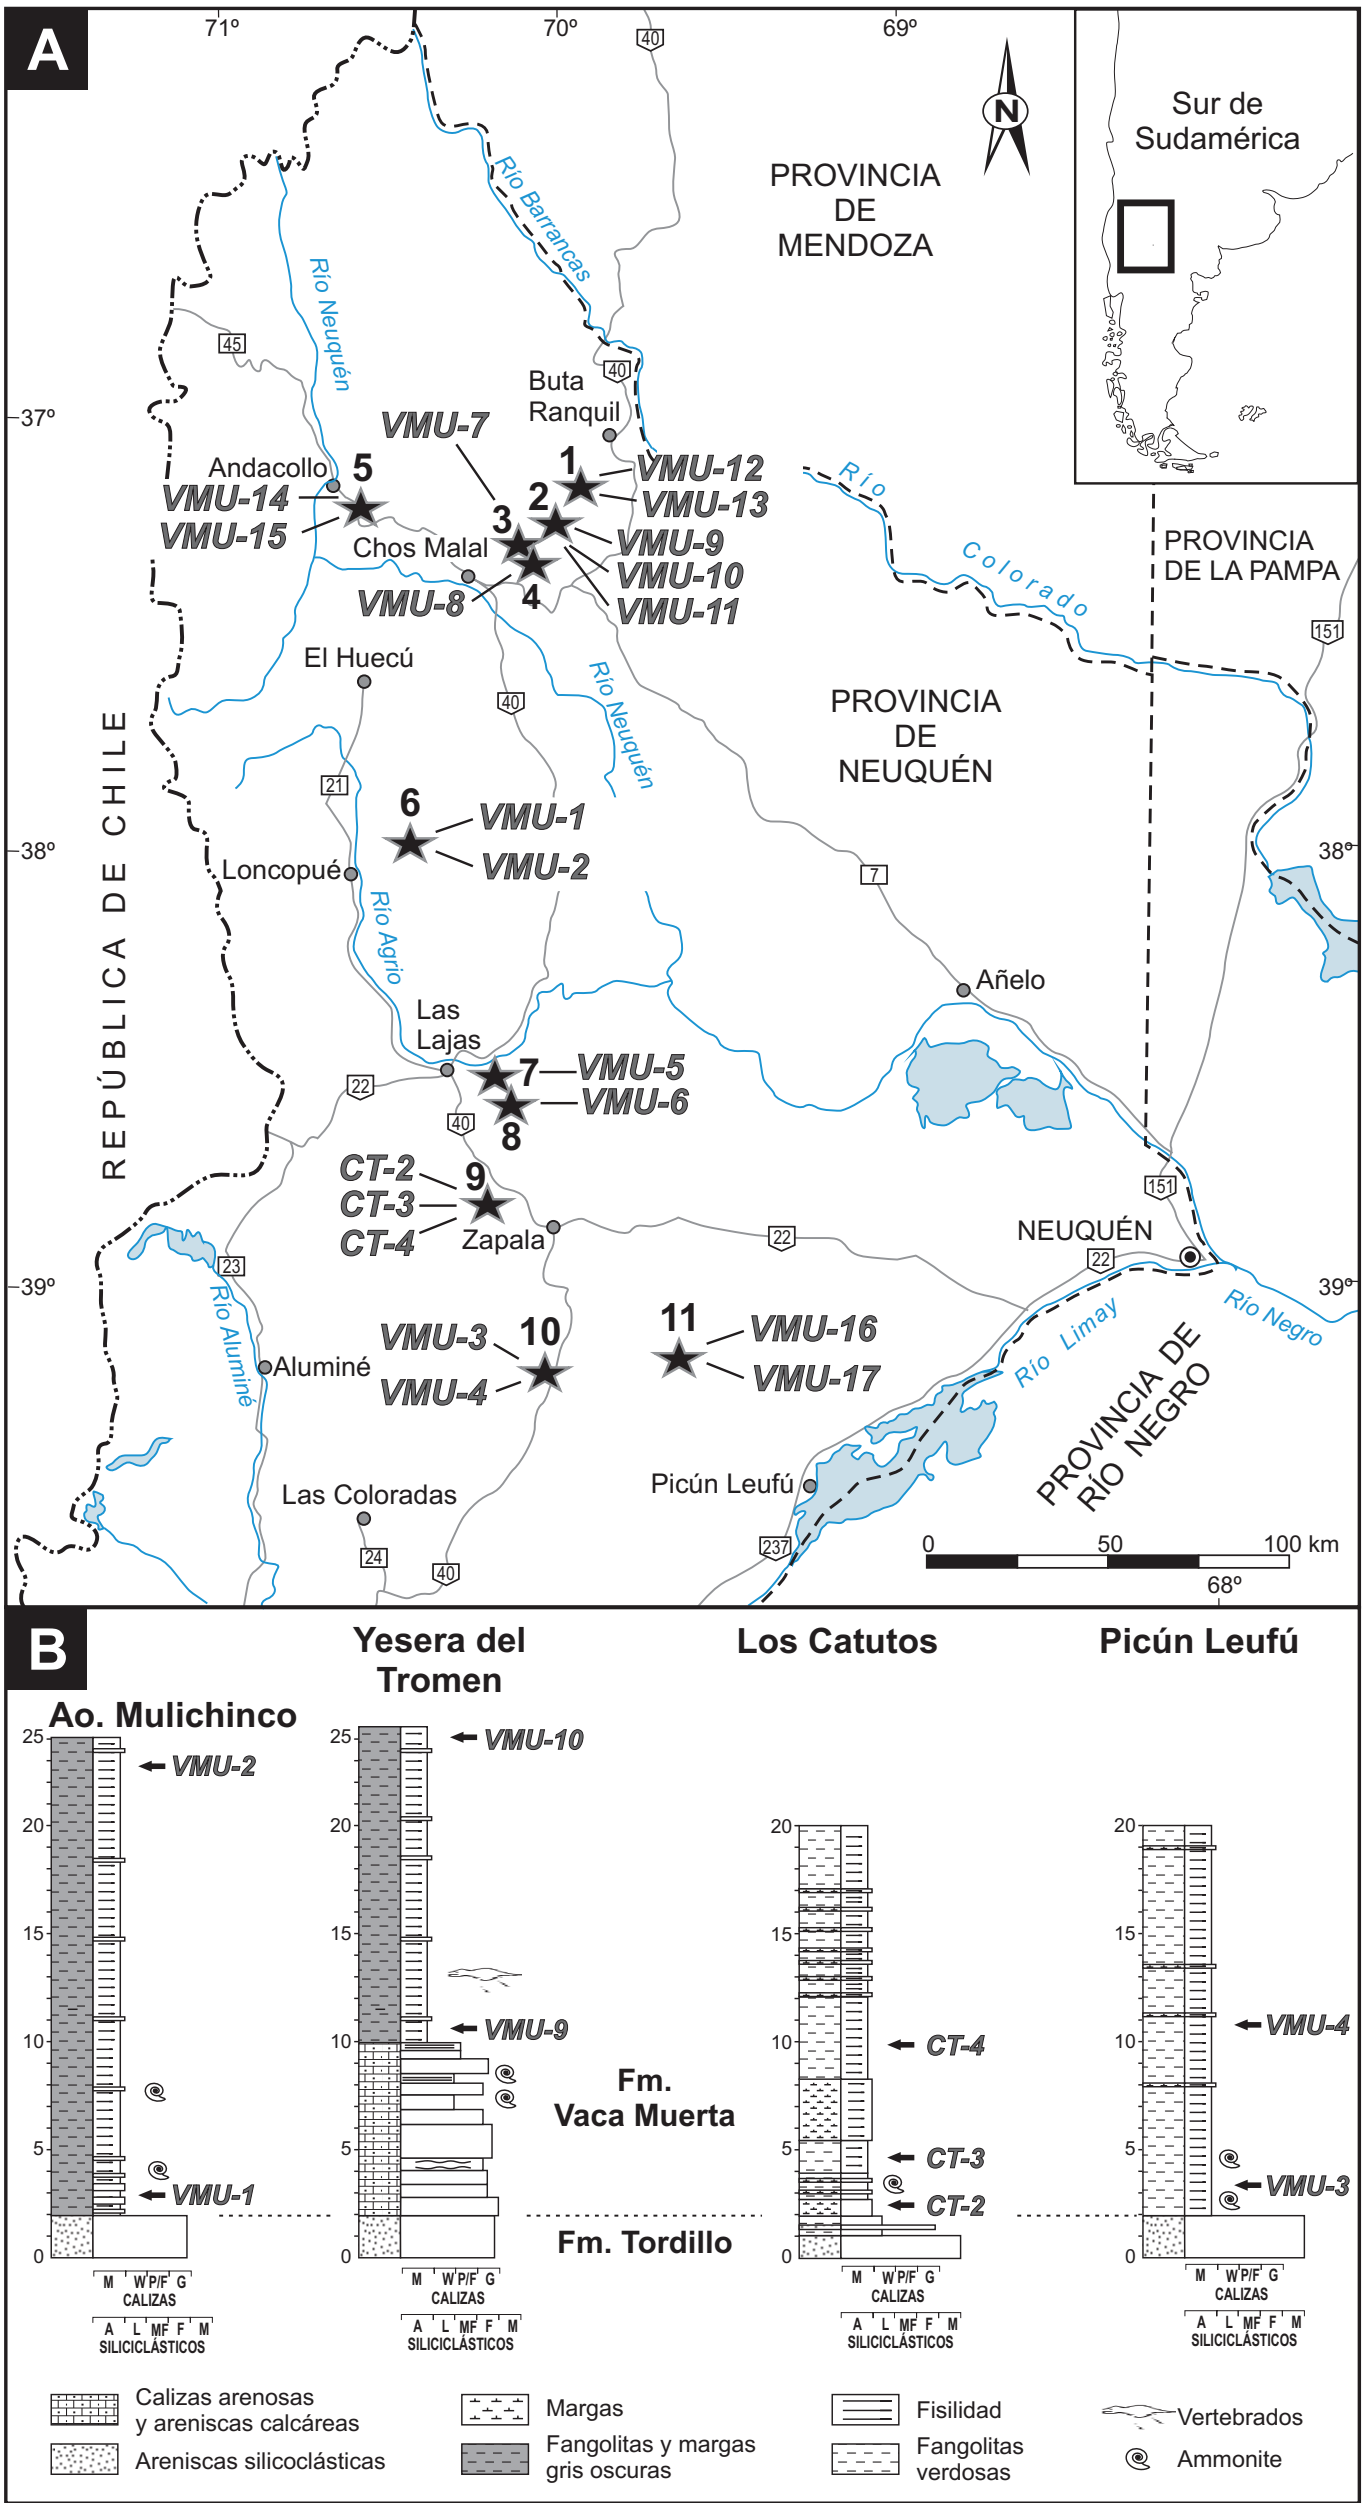 A
71º
70º
69º
40
N
Sur de
Sudamérica
PROVINCIA
DE
MENDOZA
Río Barrancas
Río Neuquén
45
40
Buta
Ranquil
37º
VMU-7
Andacollo
5
1
VMU-12
VMU-14
2
VMU-13
VMU-15
3
VMU-9
Chos Malal
VMU-10
VMU-8
4
VMU-11
Río
Colorado
PROVINCIA
DE LA PAMPA
151
El Huecú
40
Río Neuquén
PROVINCIA
DE
NEUQUÉN
REPÚBLICA DE CHILE
21
6
VMU-1
VMU-2
38º
38º
Loncopué
7
Río Agrio
Añelo
Las
Lajas
7
VMU-5
VMU-6
22
40
8
CT-2
9
CT-3
CT-4
Zapala
151
NEUQUÉN
22
22
23
39º
39º
Río Aluminé
Río Negro
Río Limay
VMU-3
10
11
VMU-16
Aluminé
VMU-4
VMU-17
PROVINCIA DE
RÍO NEGRO
Las Coloradas
Picún Leufú
24
40
237
0 50 100 km
68º
B
Yesera del
Tromen
Los Catutos
Picún Leufú
Ao. Mulichinco
25
VMU-2
20
15
10
5
VMU-1
0
25
VMU-10
20
15
10
VMU-9
5
0
Fm.
Vaca Muerta
Fm. Tordillo
20
15
10
CT-4
5
CT-3
CT-2
0
20
15
10
VMU-4
5
VMU-3
0
M W P/F G
CALIZAS
A L MF F M
SILICICLÁSTICOS
M W P/F G
CALIZAS
A L MF F M
SILICICLÁSTICOS
M W P/F G
CALIZAS
A L MF F M
SILICICLÁSTICOS
M W P/F G
CALIZAS
A L MF F M
SILICICLÁSTICOS
Calizas arenosas
y areniscas calcáreas
Margas
Fisilidad
Vertebrados
Areniscas silicoclásticas
Fangolitas y margas
gris oscuras
Fangolitas
verdosas
Ammonite